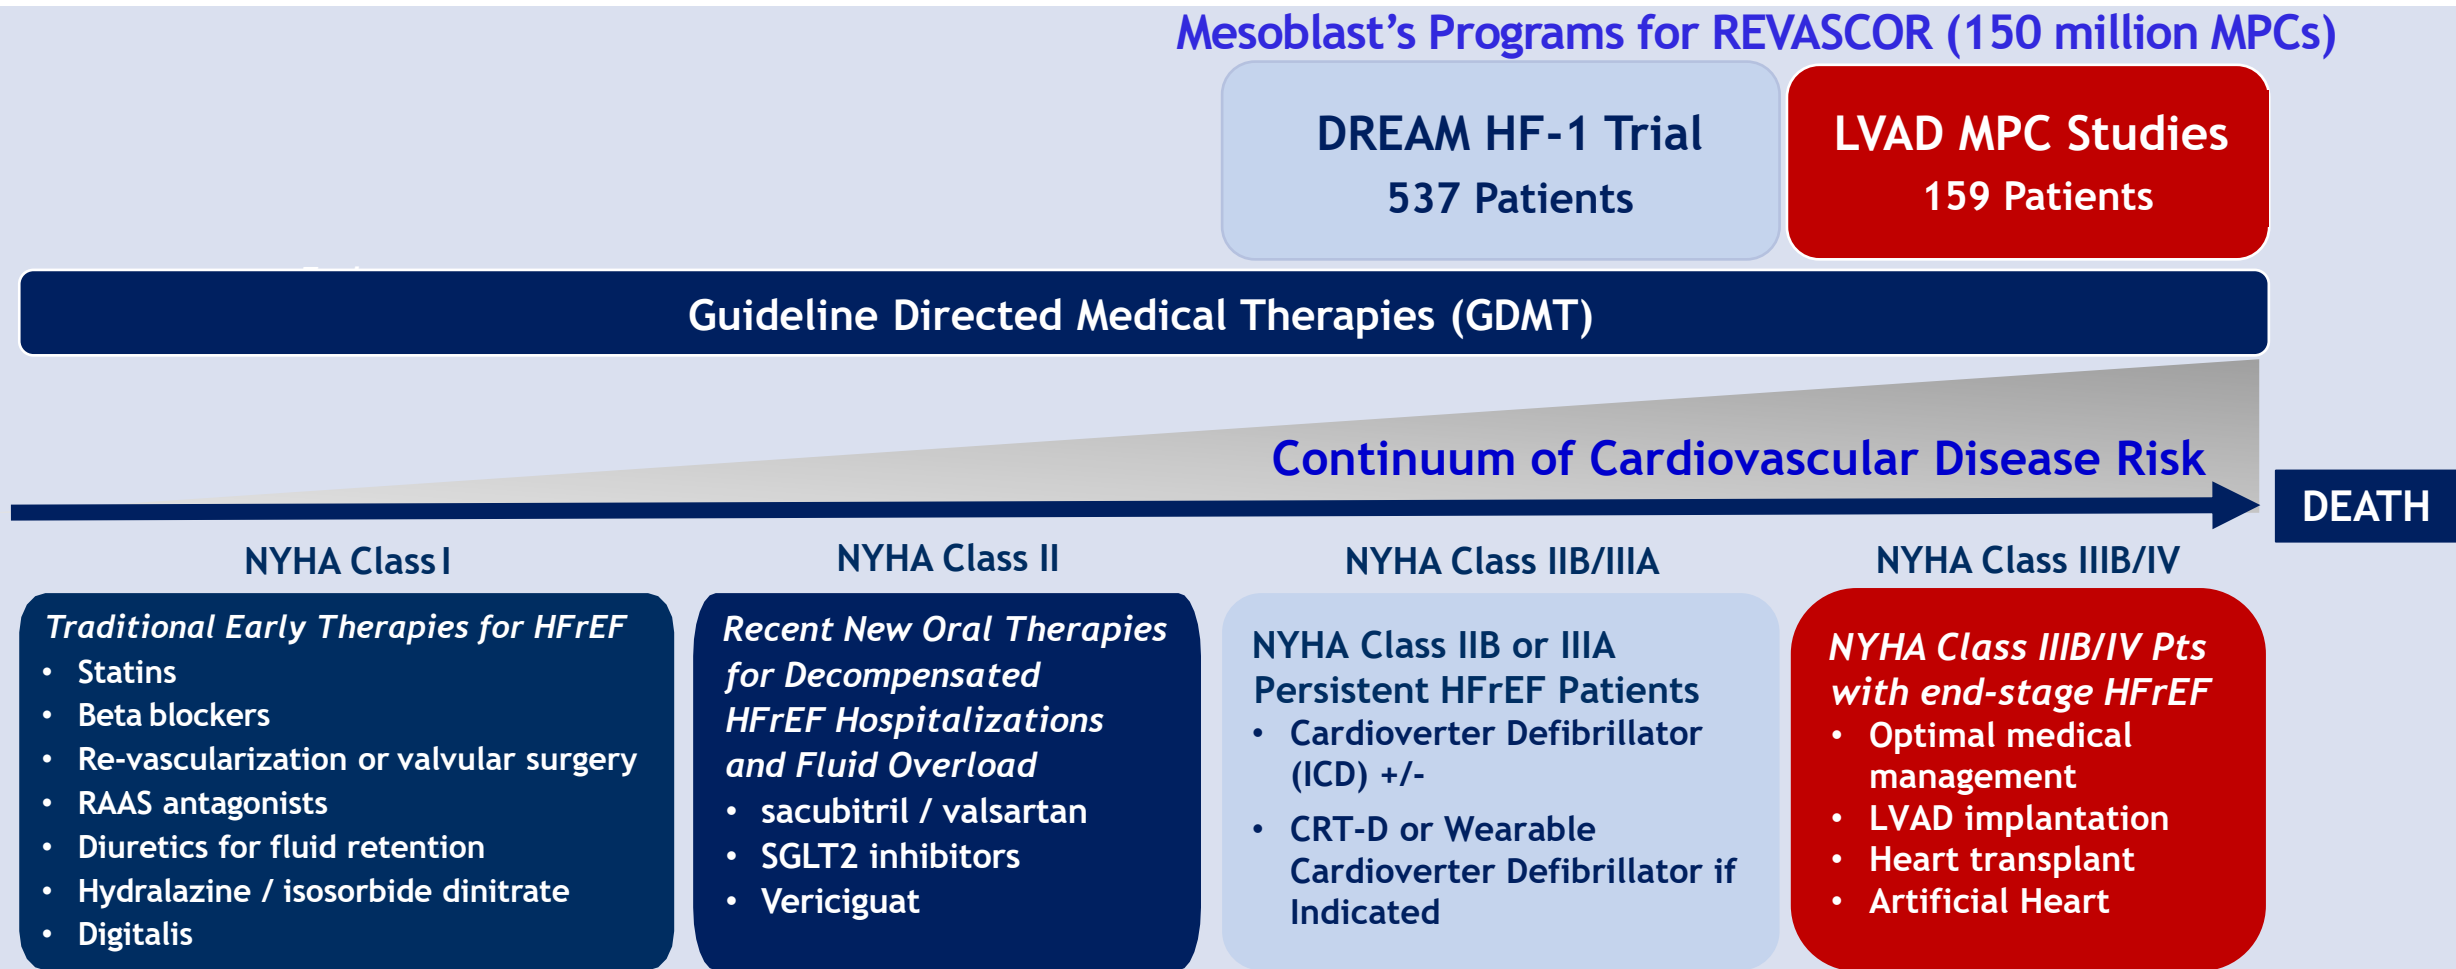 Mesoblast’s Programs for REVASCOR (150 million MPCs)
DREAM HF-1 Trial
537 Patients
LVAD MPC Studies
159 Patients
Guideline Directed Medical Therapies (GDMT)
Continuum of Cardiovascular Disease Risk
DEATH
NYHA Class I
Traditional Early Therapies for HFrEF
• Statins
• Beta blockers
• Re-vascularization or valvular surgery
• RAAS antagonists
• Diuretics for fluid retention
• Hydralazine / isosorbide dinitrate
• Digitalis
NYHA Class II
Recent New Oral Therapies
for Decompensated
HFrEF Hospitalizations
and Fluid Overload
• sacubitril / valsartan
• SGLT2 inhibitors
• Vericiguat
NYHA Class IIB/IIIA
NYHA Class IIB or IIIA
Persistent HFrEF Patients
• Cardioverter Defibrillator
(ICD) +/-
• CRT-D or Wearable
Cardioverter Defibrillator if
Indicated
NYHA Class IIIB/IV
NYHA Class IIIB/IV Pts
with end-stage HFrEF
• Optimal medical
management
• LVAD implantation
• Heart transplant
• Artificial Heart